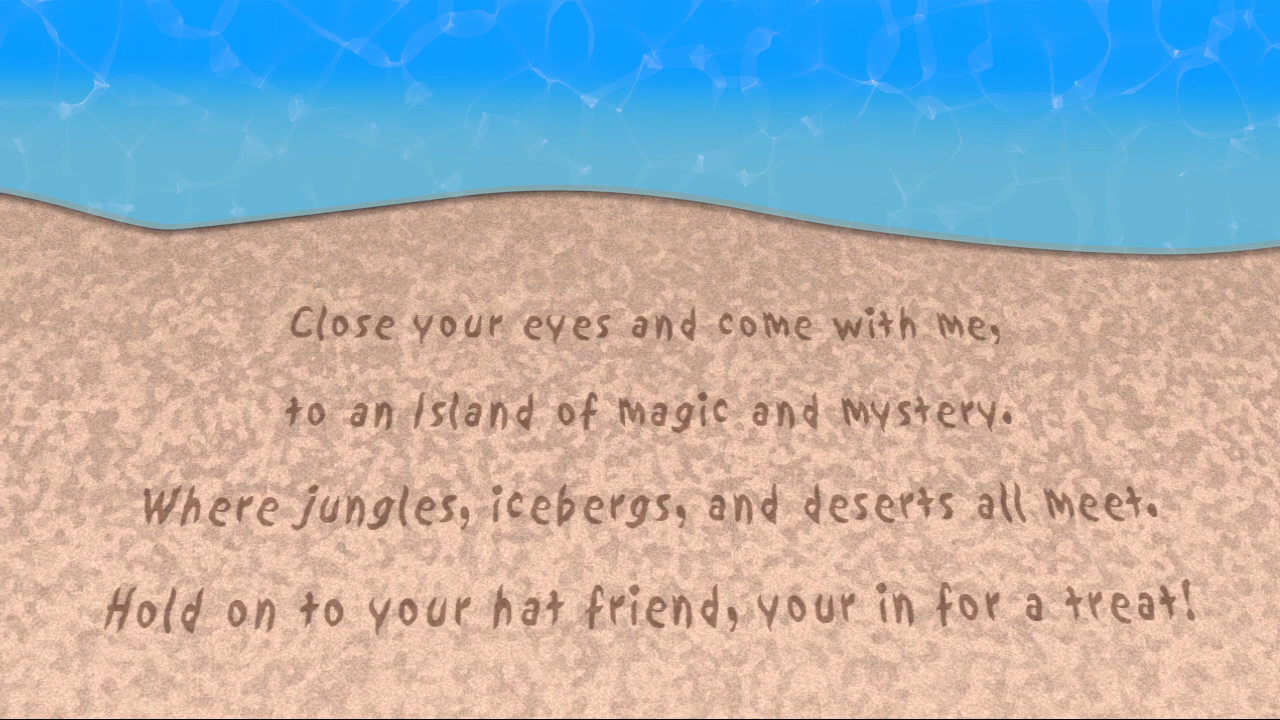 Close your eyes and come with me,
to an Island of magic and mystery.
Where jungles, icebergs, and deserts all meet.
Hold on to your hat friend, your in for a treat!